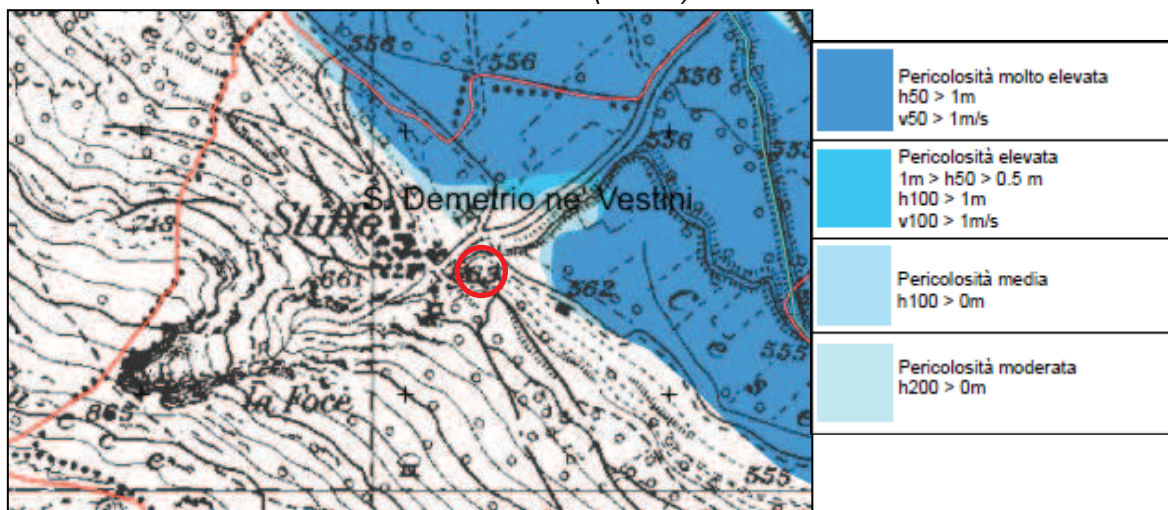 556
556
556
556
555
S. Demetrio ne' Vestini
Stiffe
713
661
562
C
555
la Foce
865
555
Pericolosità molto elevata
h50 > 1m
v50 > 1m/s
Pericolosità elevata
1m > h50 > 0.5 m
h100 > 1m
v100 > 1m/s
Pericolosità media
h100 > 0m
Pericolosità moderata
h200 > 0m